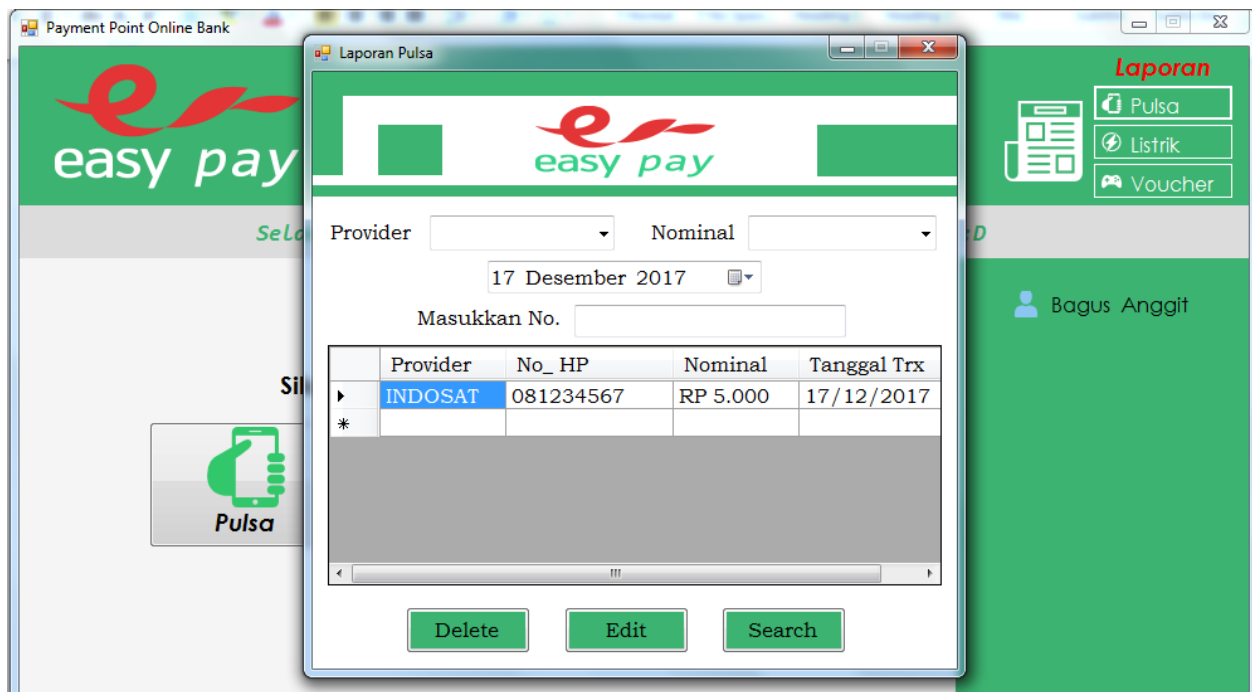 Payment Point Online Bank
Laporan Pulsa
easy pay
easy pay
Laporan
Pulsa
Listrik
Voucher
Sela
:D
Provider
Nominal
17 Desember 2017
Masukkan No.
Bagus Anggit
Provider No_ HP Nominal Tanggal Trx
INDOSAT 081234567 RP 5.000 17/12/2017
Sil
Pulsa
Delete
Edit
Search